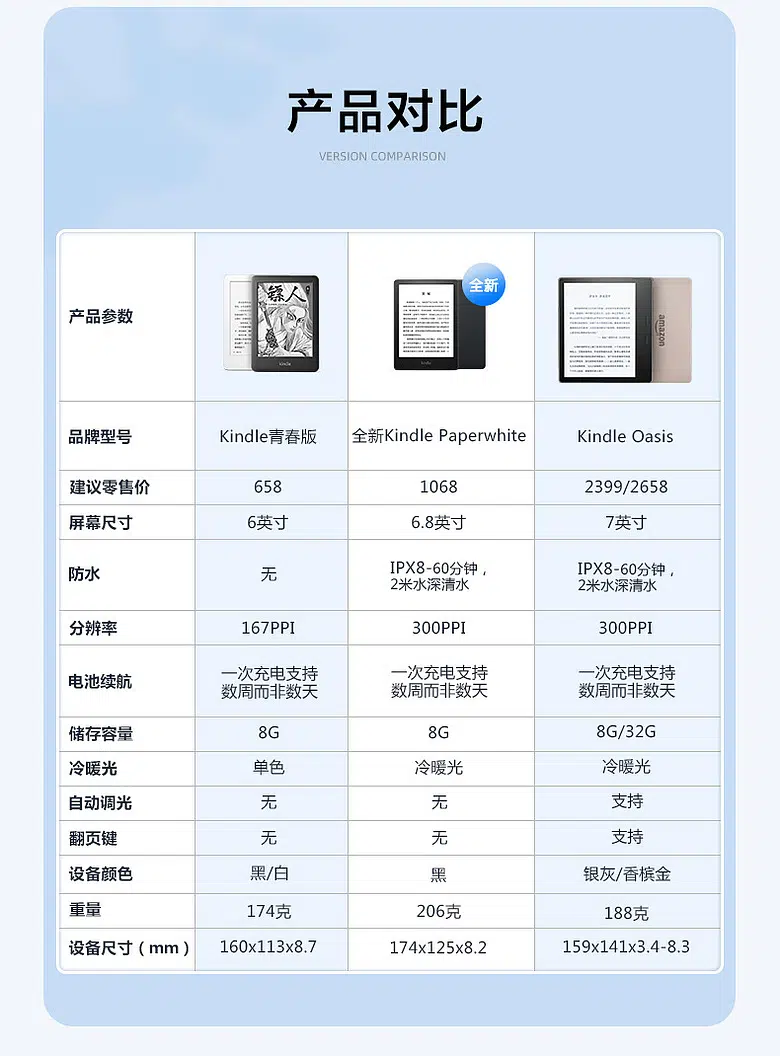 产品对比
VERSION COMPARISON
产品参数
镖人
kindle
全新
kindle
amazon
品牌型号 Kindle青春版 全新Kindle Paperwhite Kindle Oasis
建议零售价 658 1068 2399/2658
屏幕尺寸 6英寸 6.8英寸 7英寸
防水 无 IPX8-60分钟，
2米水深清水 IPX8-60分钟，
2米水深清水
分辨率 167PPI 300PPI 300PPI
电池续航 一次充电支持
数周而非数天 一次充电支持
数周而非数天 一次充电支持
数周而非数天
储存容量 8G 8G 8G/32G
冷暖光 单色 冷暖光 冷暖光
自动调光 无 无 支持
翻页键 无 无 支持
设备颜色 黑/白 黑 银灰/香槟金
重量 174克 206克 188克
设备尺寸（mm） 160x113x8.7 174x125x8.2 159x141x3.4-8.3